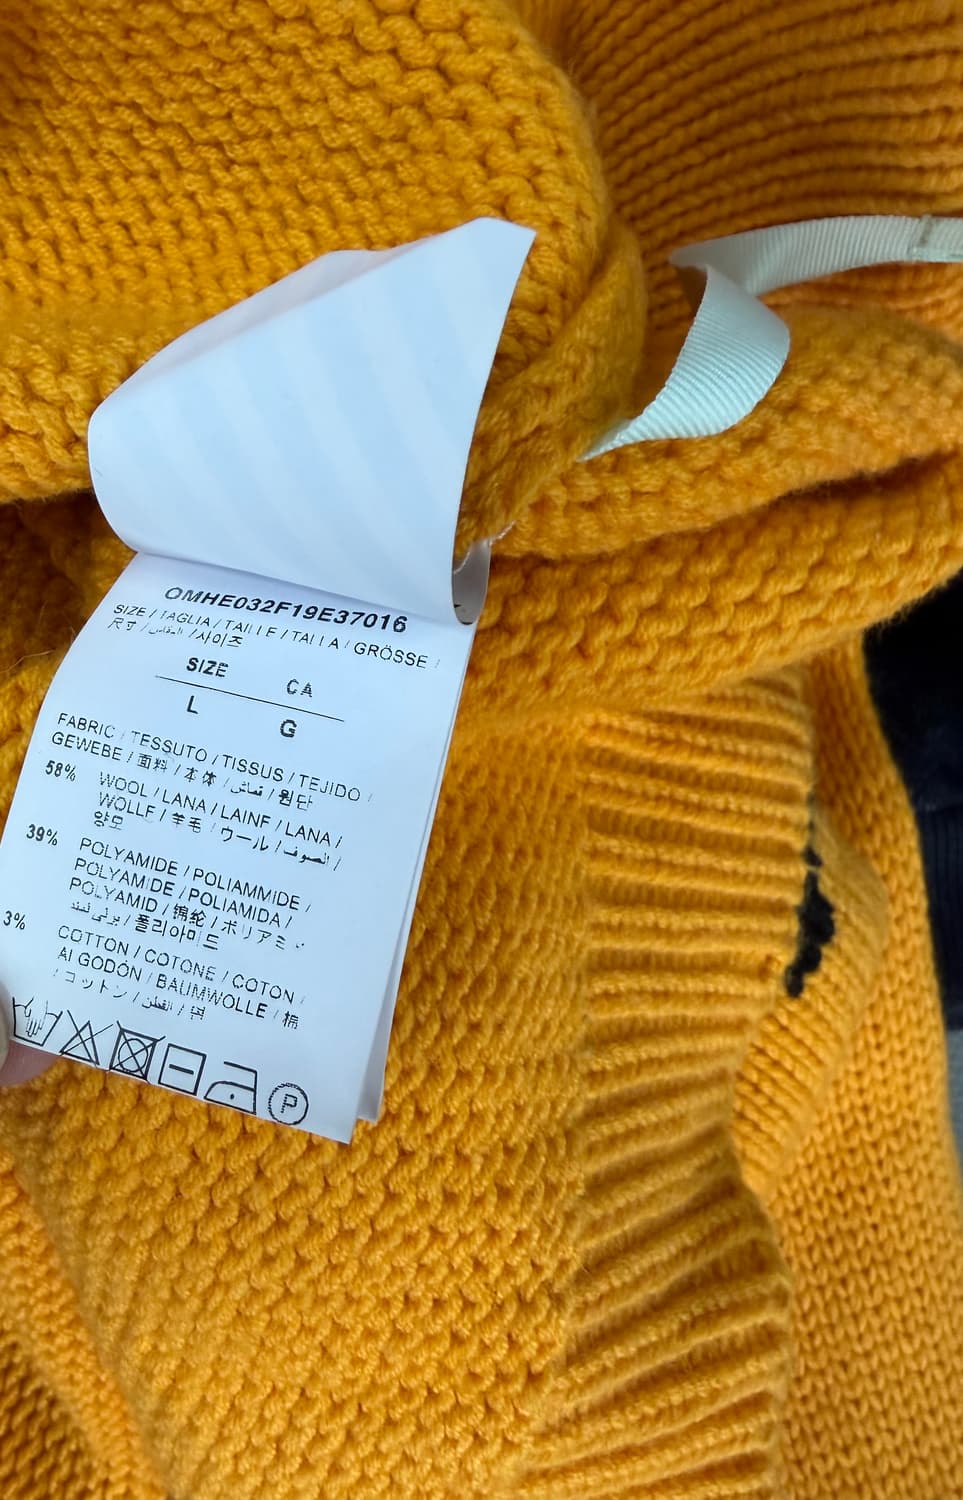 OMHE032F19E37016
SIZE / TAGLIA / TAILLE / TALLA / GRÖSSE /
尺寸 / المقاس / 사이즈
SIZE CA
L G
FABRIC / TESSUTO / TISSUS / TEJIDO /
GEWEBE / 面料 / 本体 / قماش / 원단
58% WOOL / LANA / LAINE / LANA /
WOLLE / 羊毛 / ウール / الصوف /
양모
39% POLYAMIDE / POLIAMMIDE /
POLYAMIDE / POLIAMIDA /
POLYAMID / 锦纶 / ポリアミ
폴리아미드
3% COTTON / COTONE / COTON /
ALGODÓN / BAUMWOLLE / 棉
/ コットン / القطن / 면
P